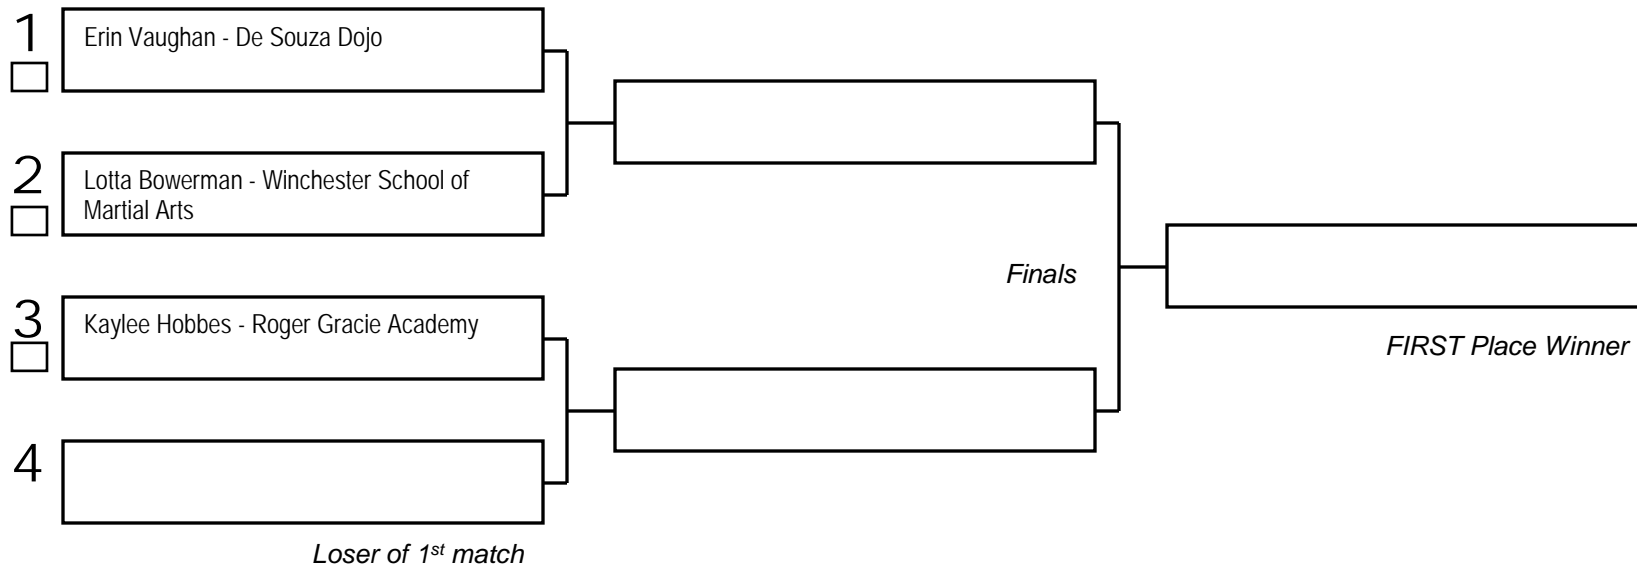 1
Erin Vaughan - De Souza Dojo
2
Lotta Bowerman - Winchester School of
Martial Arts
Finals
3
Kaylee Hobbes - Roger Gracie Academy
FIRST Place Winner
4
Loser of 1st match